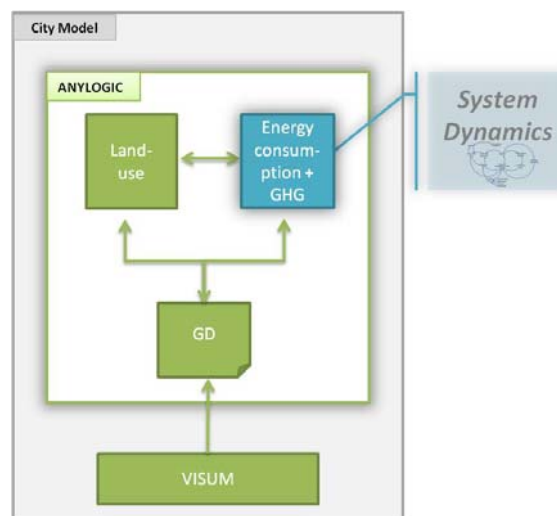 City Model
ANYLOGIC
Land-
use
Energy
consum-
ption +
GHG
System
Dynamics
GD
VISUM